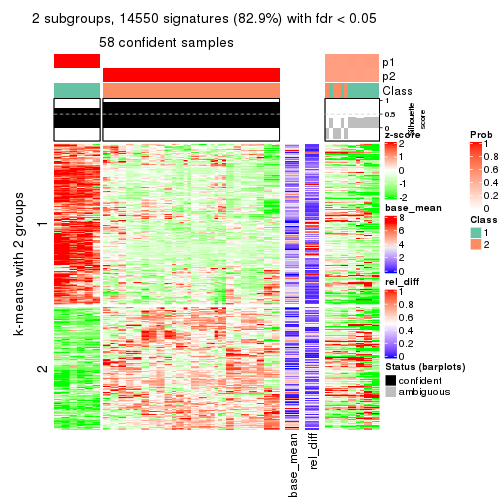 2 subgroups, 14550 signatures (82.9%) with fdr < 0.05
58 confident samples
p1
p2
Class
1
0.5
0
Silhouette
score
k-means with 2 groups
1
2
base_mean
rel_diff
z-score
2
1
0
-1
-2
base_mean
8
6
4
2
0
rel_diff
1
0.8
0.6
0.4
0.2
0
Status (barplots)
confident
ambiguous
Prob
1
0.8
0.6
0.4
0.2
0
Class
1
2